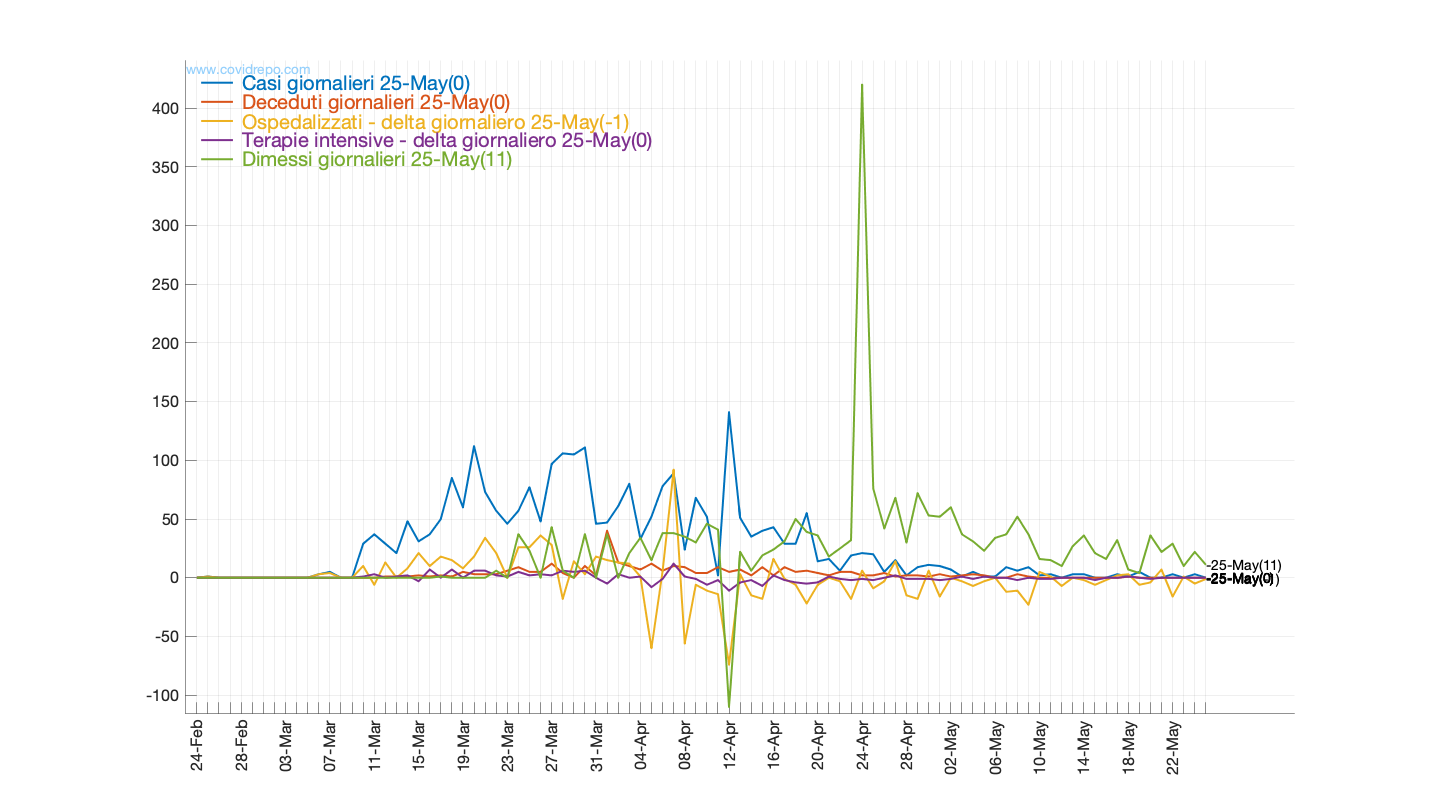 www.covidrepo.com
Casi giornalieri 25-May(0)
Deceduti giornalieri 25-May(0)
Ospedalizzati - delta giornaliero 25-May(-1)
Terapie intensive - delta giornaliero 25-May(0)
Dimessi giornalieri 25-May(11)
400
350
300
250
200
150
100
50
0
-50
-100
-25-May(11)
-25-May(0)
24-Feb
28-Feb
03-Mar
07-Mar
11-Mar
15-Mar
19-Mar
23-Mar
27-Mar
31-Mar
04-Apr
08-Apr
12-Apr
16-Apr
20-Apr
24-Apr
28-Apr
02-May
06-May
10-May
14-May
18-May
22-May